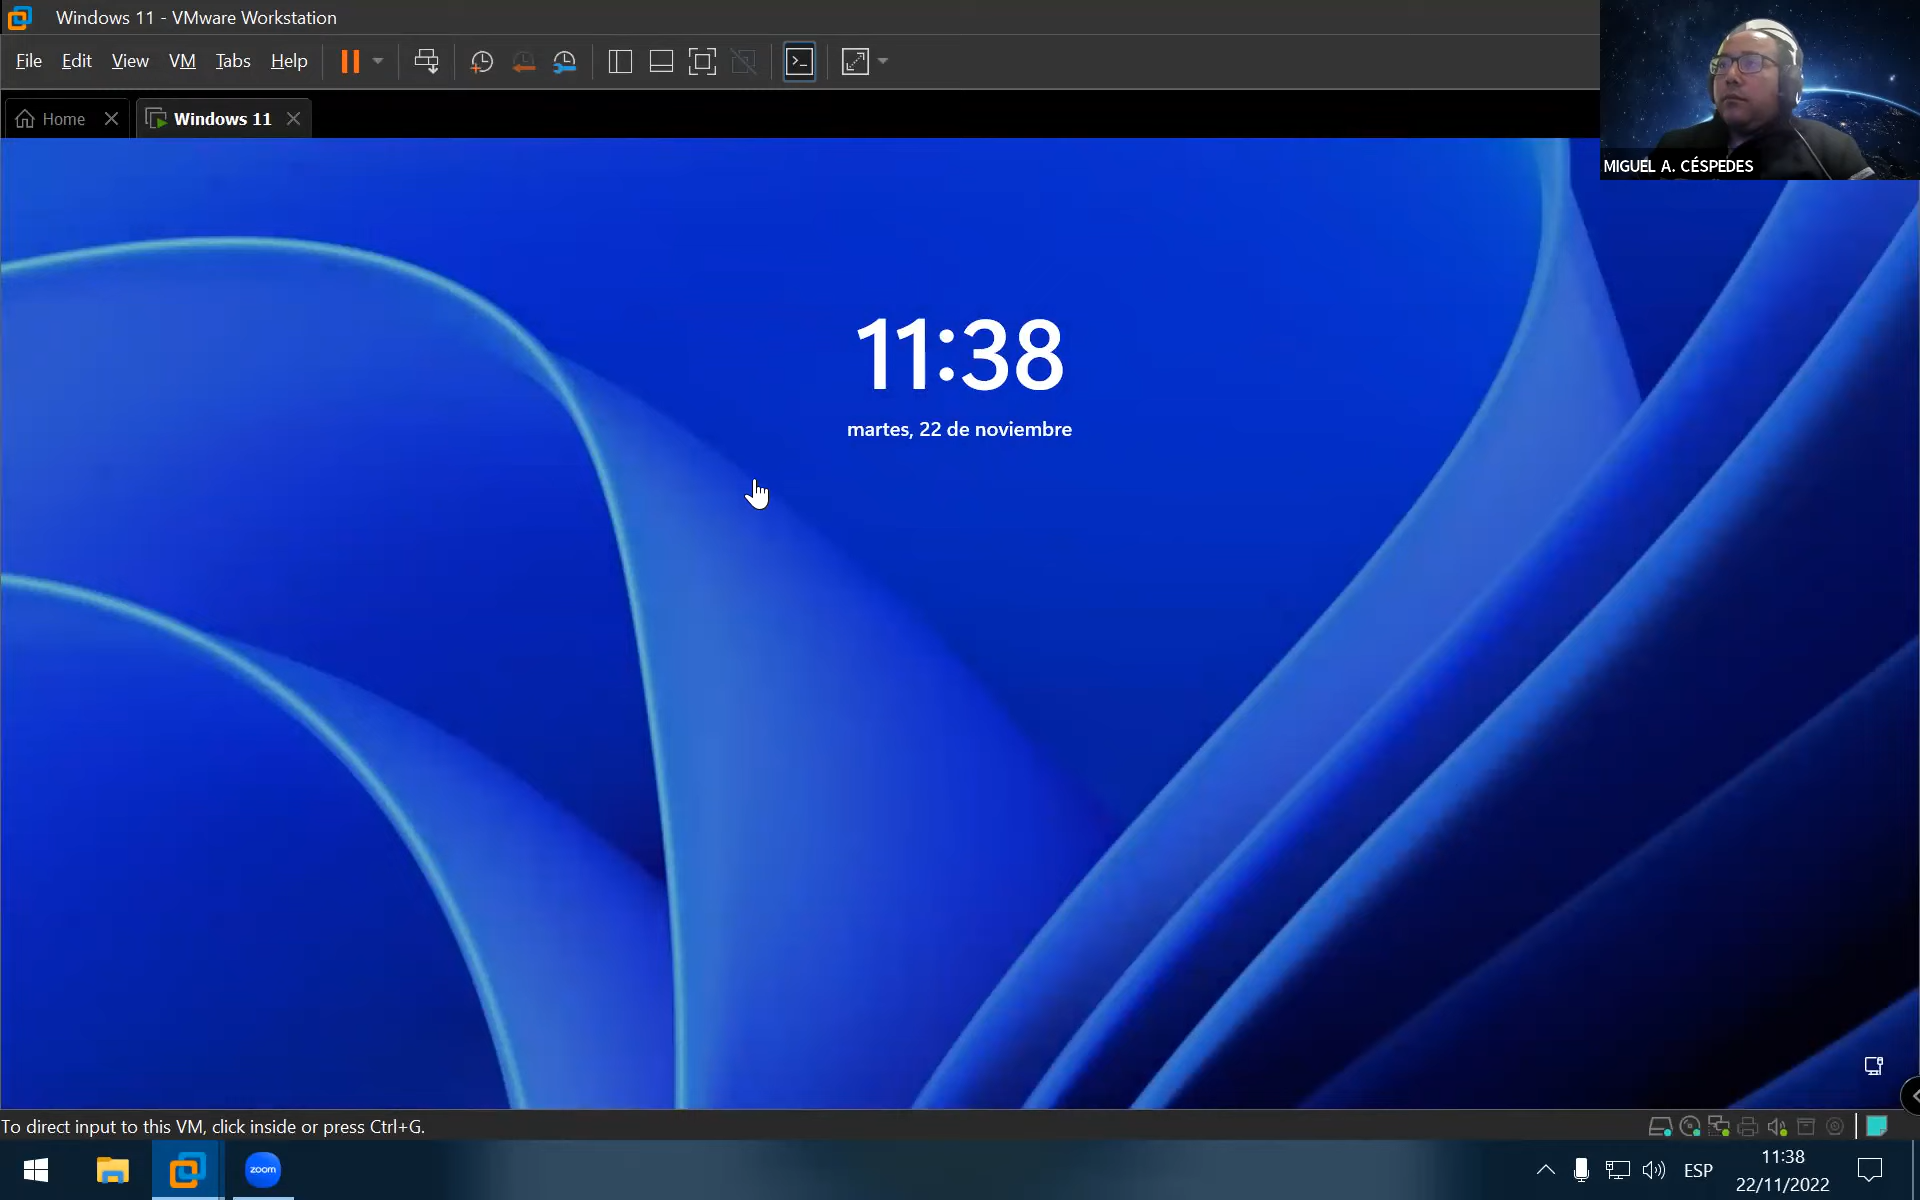 Windows 11 - VMware Workstation
File Edit View VM Tabs Help
Home Windows 11
MIGUEL A. CÉSPEDES
11:38
martes, 22 de noviembre
To direct input to this VM, click inside or press Ctrl+G.
zoom
ESP
11:38
22/11/2022